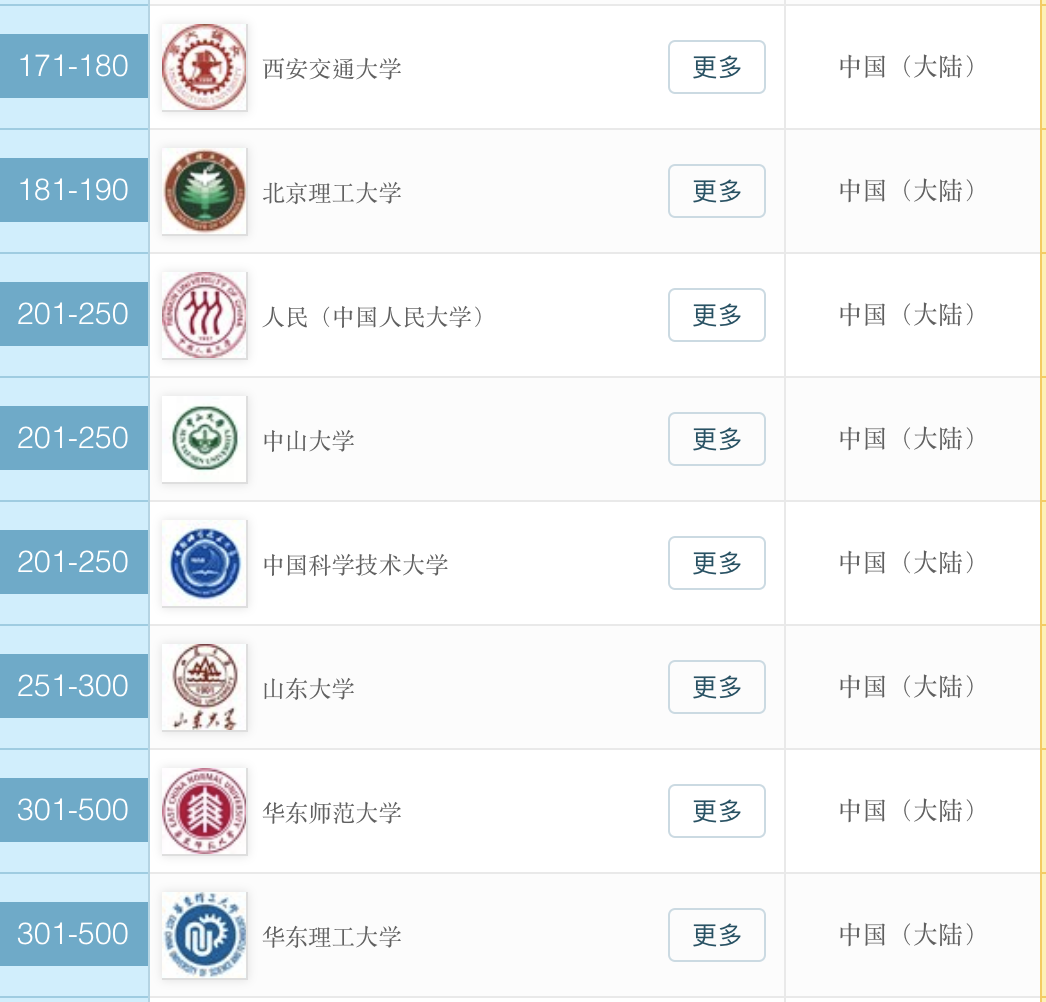 171-180 西安交通大学 更多 中国（大陆）
181-190 北京理工大学 更多 中国（大陆）
201-250 人民（中国人民大学） 更多 中国（大陆）
201-250 中山大学 更多 中国（大陆）
201-250 中国科学技术大学 更多 中国（大陆）
251-300 山东大学 更多 中国（大陆）
301-500 华东师范大学 更多 中国（大陆）
301-500 华东理工大学 更多 中国（大陆）